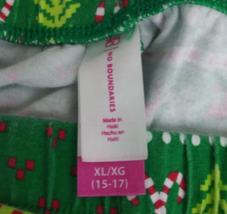 NO BOUNDARIES
Made in
Haiti
Hecho en
Haiti
XL/XG
(15-17)